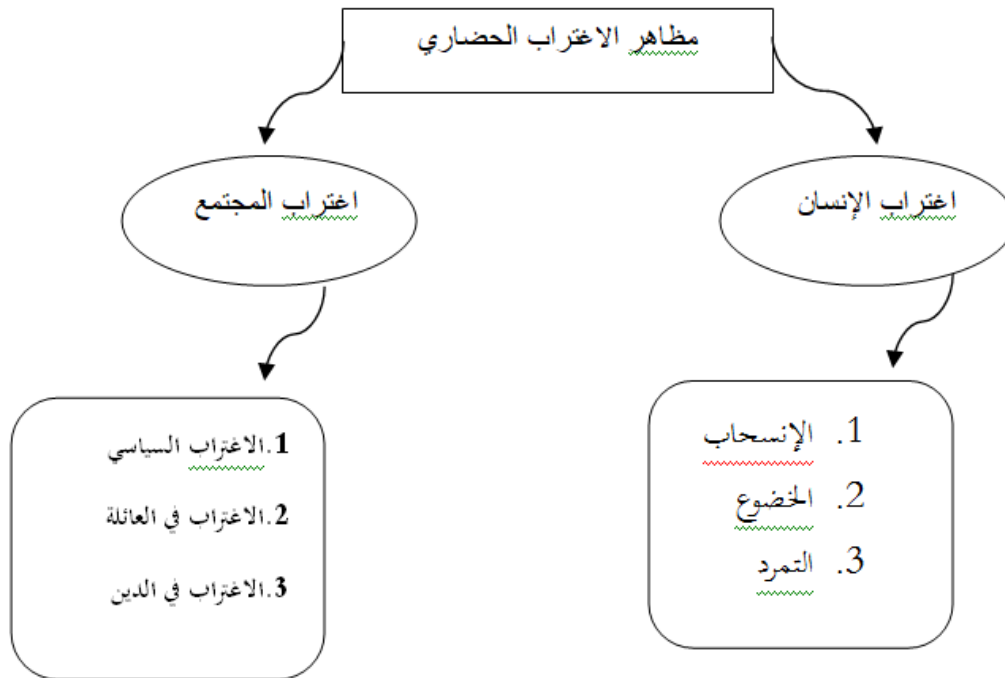 مظاهر الاغتراب الحضاري
اغتراب الإنسان
اغتراب المجتمع
1. الإنسحاب
2. الخضوع
3. التمرد
1.الاغتراب السياسي
2.الاغتراب في العائلة
3.الاغتراب في الدين